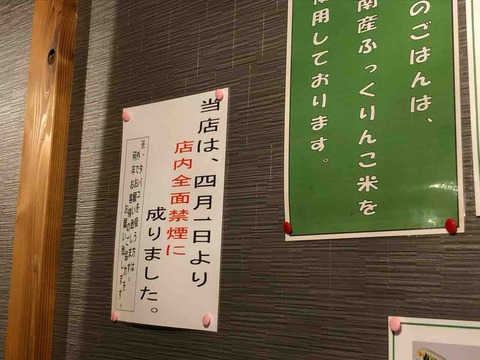 のごはんは、
南産ふっくりんこ米を
使用しております。
当店は、四月一日より
店内全面禁煙に
成りました。